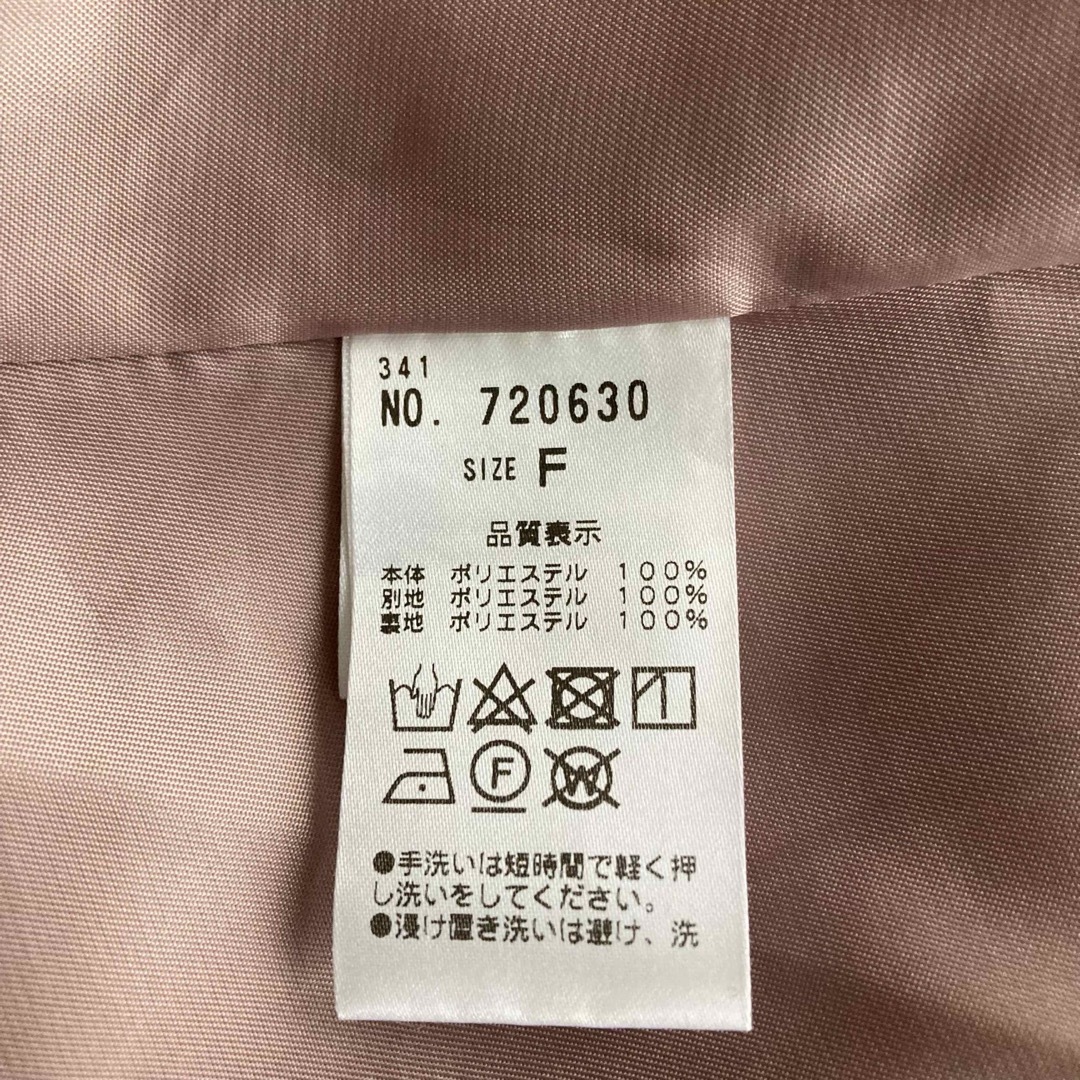 341
NO. 720630
SIZE F
品質表示
本体 ポリエステル 100%
別地 ポリエステル 100%
裏地 ポリエステル 100%
F
W
●手洗いは短時間で軽く押
し洗いをしてください。
●浸け置き洗いは避け、洗